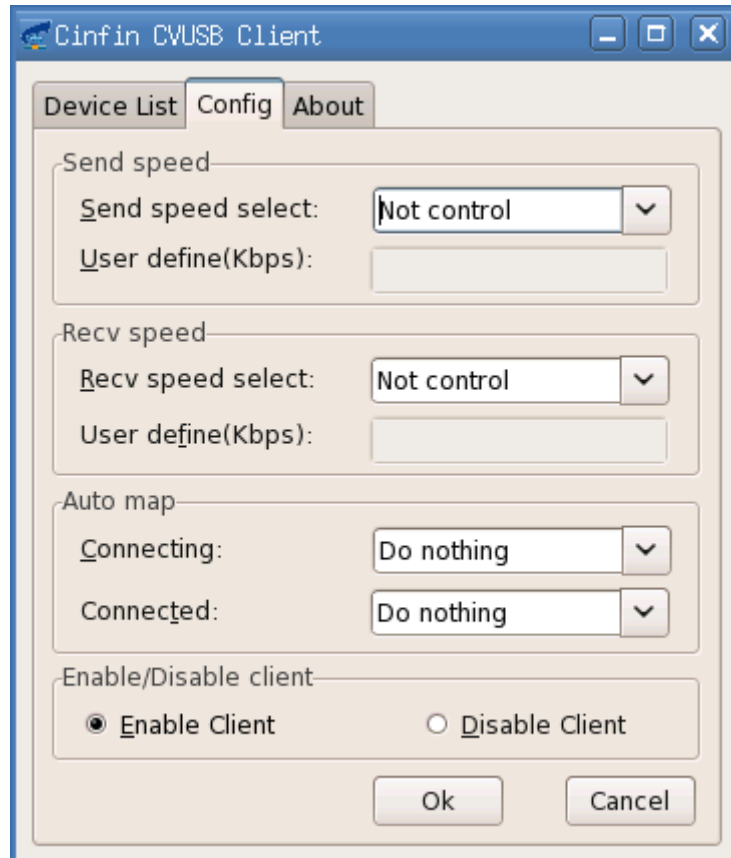 Cinfin CVUSB Client
Device List Config About
Send speed
Send speed select: Not control
User define(Kbps):
Recv speed
Recv speed select: Not control
User define(Kbps):
Auto map
Connecting: Do nothing
Connected: Do nothing
Enable/Disable client
Enable Client Disable Client
Ok Cancel